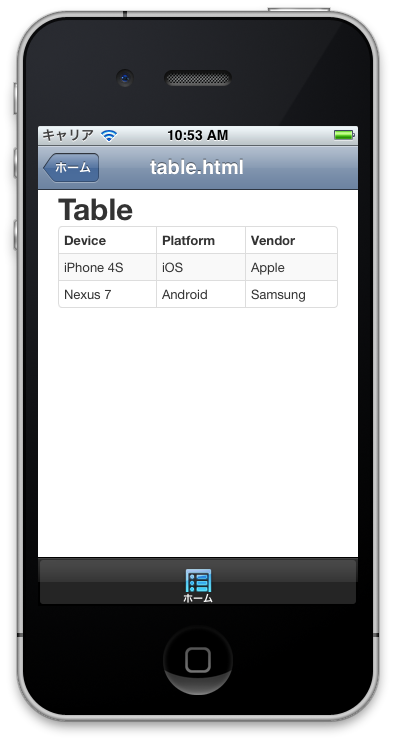 キャリア 10:53 AM
ホーム table.html
Table
Device Platform Vendor
iPhone 4S iOS Apple
Nexus 7 Android Samsung
ホーム